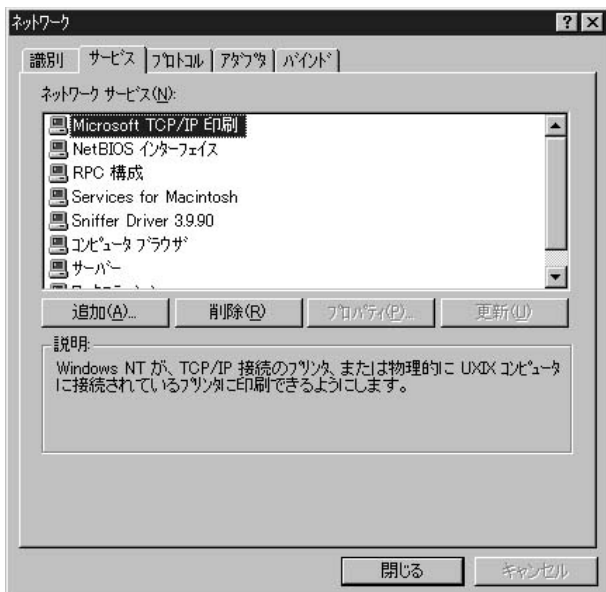 ネットワーク
識別 サービス プロトコル アダプタ バインド
ネットワーク サービス(N):
Microsoft TCP/IP 印刷
NetBIOS インターフェイス
RPC 構成
Services for Macintosh
Sniffer Driver 3.9.90
コンピュータ ブラウザ
サーバー
追加(A)... 削除(R) プロパティ(P)... 更新(U)
説明:
Windows NT が、TCP/IP 接続のプリンタ、または物理的に UXIX コンピュータ
に接続されているプリンタに印刷できるようにします。
閉じる キャンセル